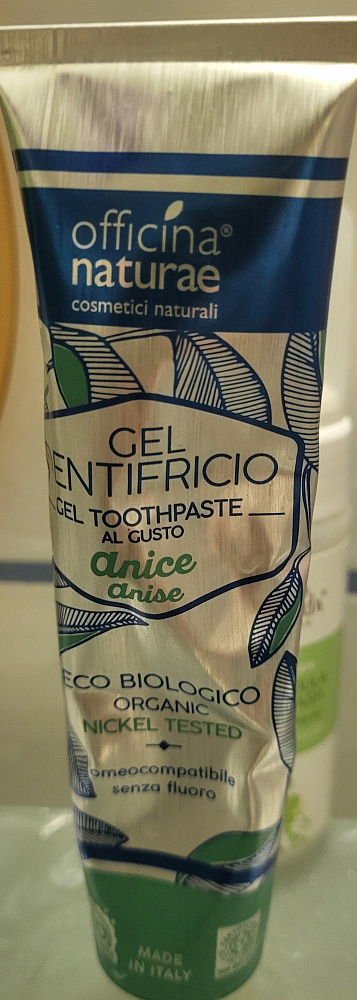 officina®
naturae
cosmetici naturali
GEL
DENTIFRICIO
GEL TOOTHPASTE
AL GUSTO
anice
anise
ECO BIOLOGICO
ORGANIC
NICKEL TESTED
omeocompatibile
senza fluoro
MADE
IN ITALY